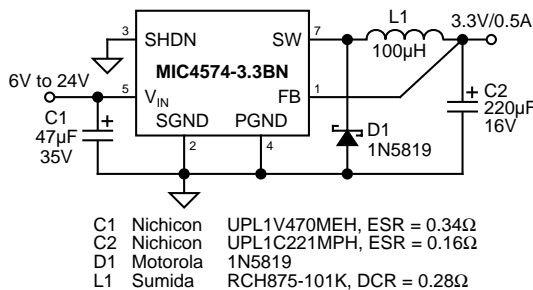 L1
3.3V/0.5A
3 SHDN SW 7
100µH
MIC4574-3.3BN
6V to 24V
5 VIN FB 1
C1
47µF
35V
+
SGND PGND
2 4
D1
1N5819
+
C2
220µF
16V
C1 Nichicon UPL1V470MEH, ESR = 0.34Ω
C2 Nichicon UPL1C221MPH, ESR = 0.16Ω
D1 Motorola 1N5819
L1 Sumida RCH875-101K, DCR = 0.28Ω